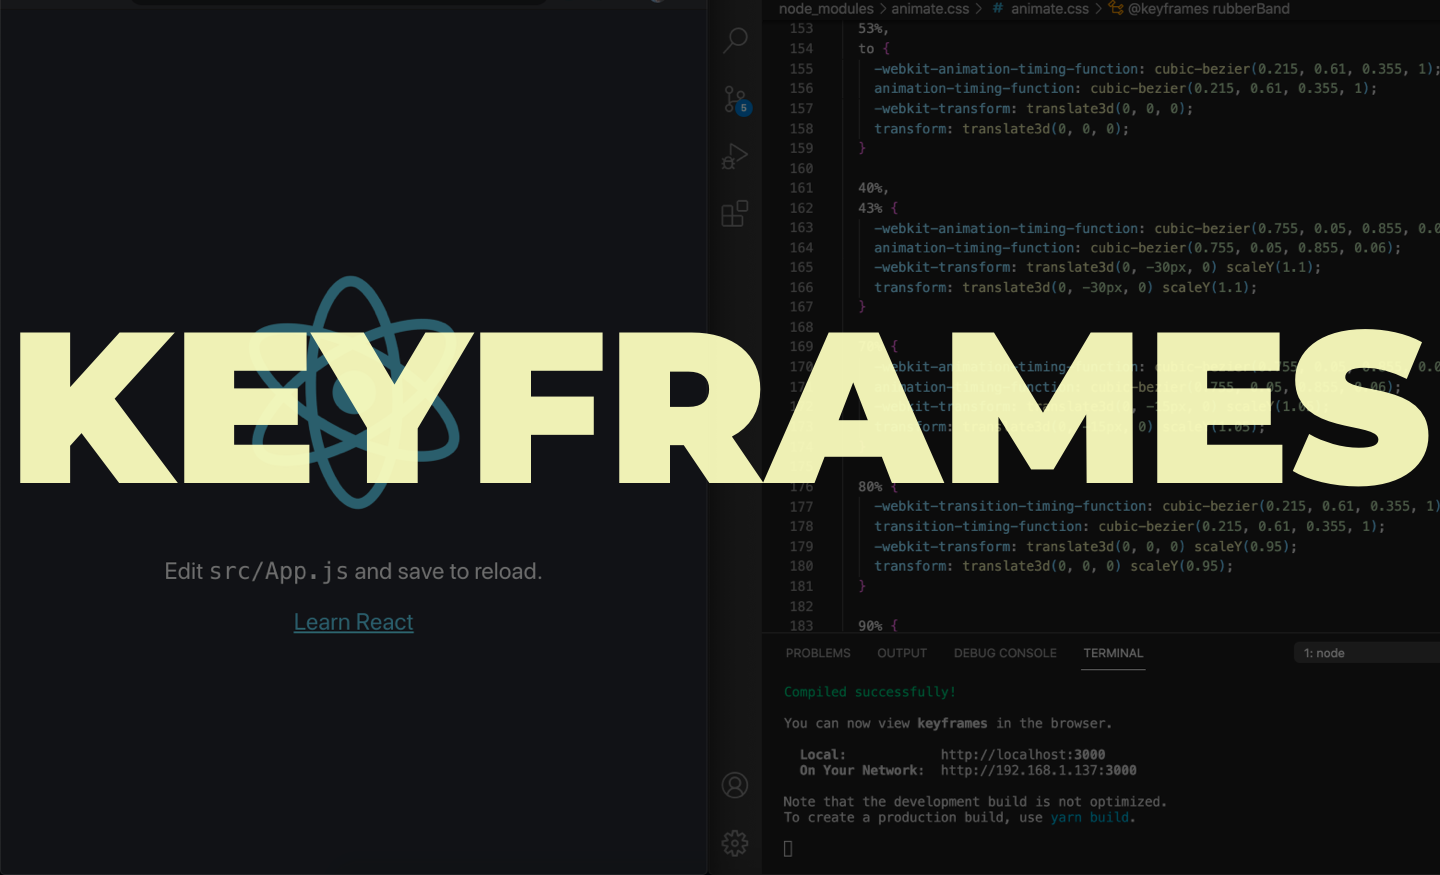 KEYFRAMES
Edit src/App.js and save to reload.
Learn React
5
node_modules > animate.css > # animate.css > @keyframes rubberBand
153 53%,
154 to {
155 -webkit-animation-timing-function: cubic-bezier(0.215, 0.61, 0.355, 1);
156 animation-timing-function: cubic-bezier(0.215, 0.61, 0.355, 1);
157 -webkit-transform: translate3d(0, 0, 0);
158 transform: translate3d(0, 0, 0);
159 }
160
161 40%,
162 43% {
163 -webkit-animation-timing-function: cubic-bezier(0.755, 0.05, 0.855, 0.0
164 animation-timing-function: cubic-bezier(0.755, 0.05, 0.855, 0.06);
165 -webkit-transform: translate3d(0, -30px, 0) scaleY(1.1);
166 transform: translate3d(0, -30px, 0) scaleY(1.1);
167 }
168
169 {
170
176 80% {
177 -webkit-transition-timing-function: cubic-bezier(0.215, 0.61, 0.355, 1)
178 transition-timing-function: cubic-bezier(0.215, 0.61, 0.355, 1);
179 -webkit-transform: translate3d(0, 0, 0) scaleY(0.95);
180 transform: translate3d(0, 0, 0) scaleY(0.95);
181 }
182
183 90% {
PROBLEMS OUTPUT DEBUG CONSOLE TERMINAL 1: node
Compiled successfully!
You can now view keyframes in the browser.
Local: http://localhost:3000
On Your Network: http://192.168.1.137:3000
Note that the development build is not optimized.
To create a production build, use yarn build.